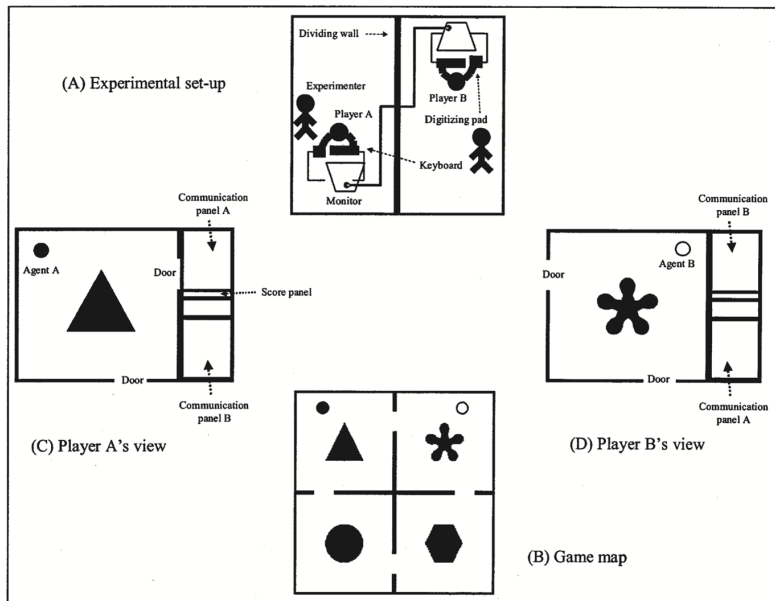 Dividing wall
(A) Experimental set-up
Experimenter
Player A
Player B
Digitizing pad
Keyboard
Monitor
Communication
panel A
Agent A
Door
Score panel
Door
Communication
panel B
(C) Player A's view
Communication
panel B
Agent B
Door
Door
Communication
panel A
(D) Player B's view
(B) Game map